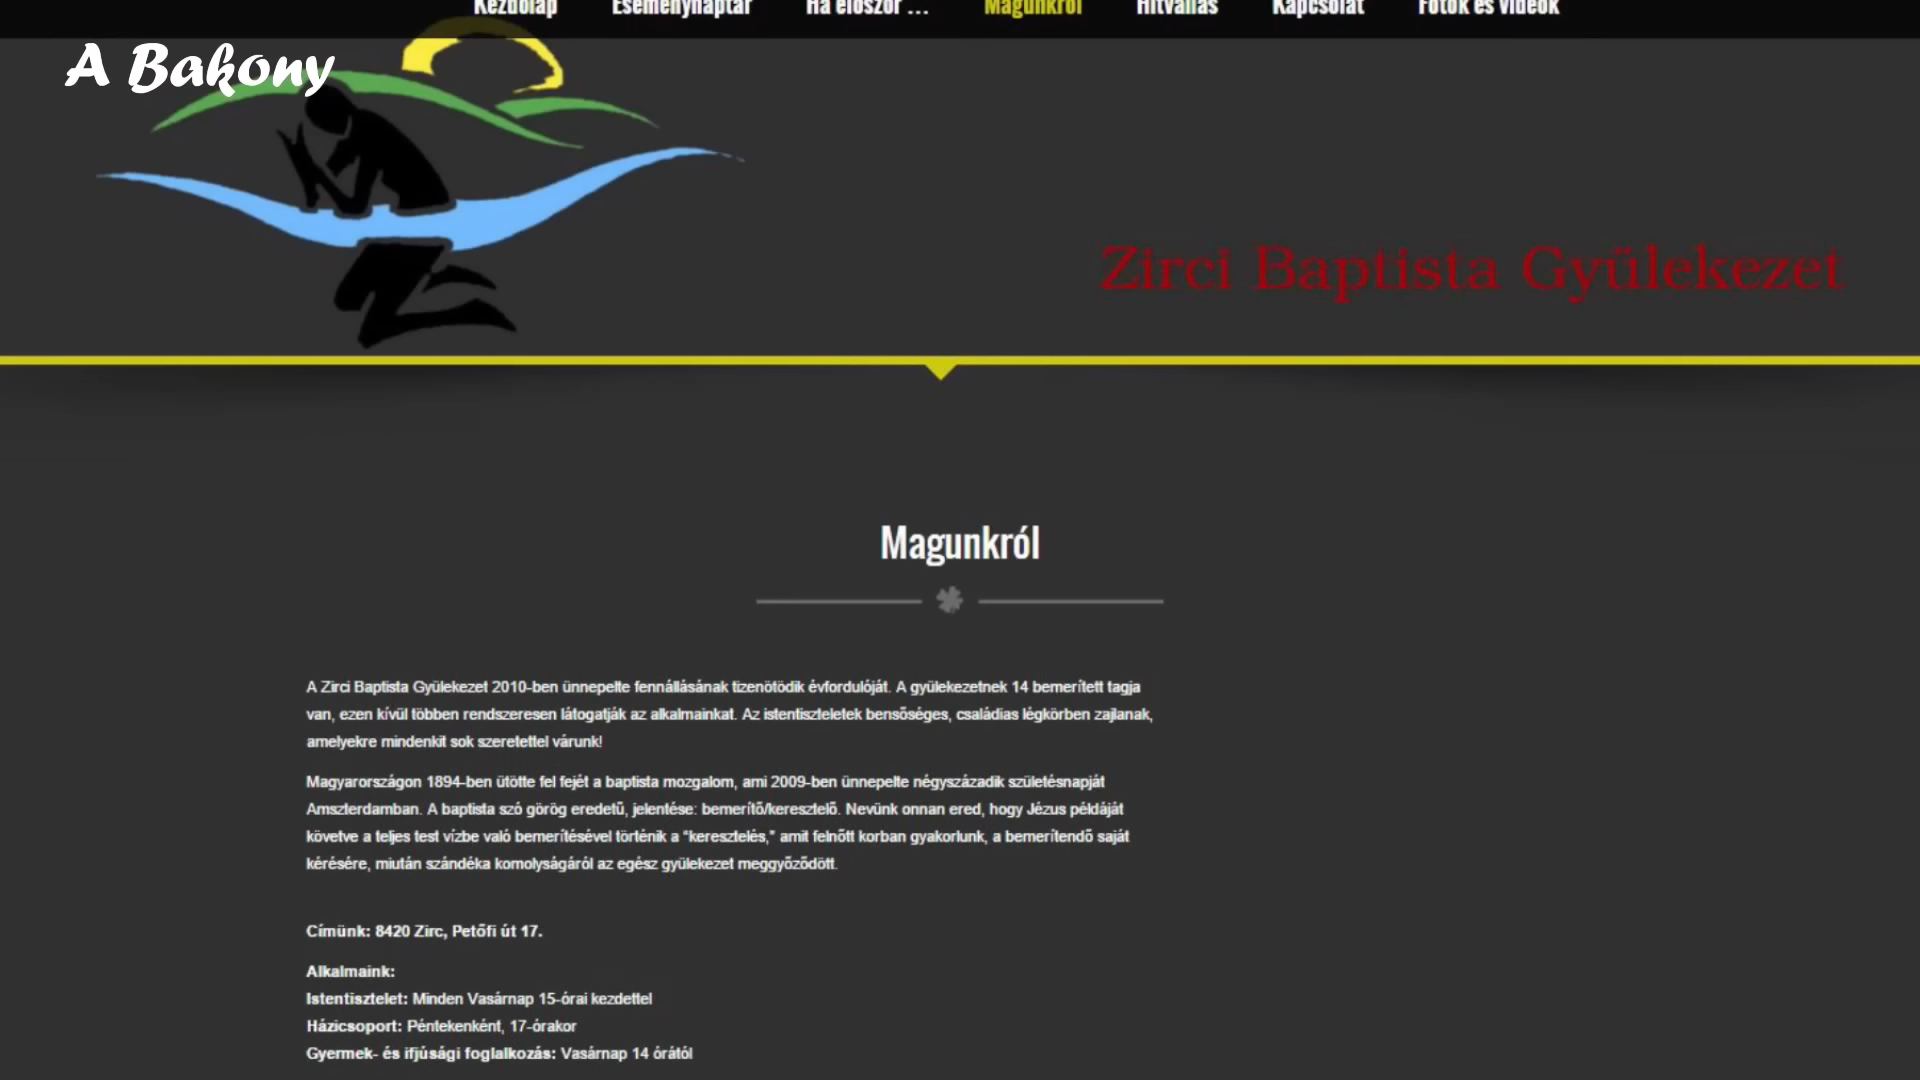 Kezdőlap Eseménynaptár Ha először ... Magunkról Hitvallás Kapcsolat Fotók és videók
A Bakony
Zirci Baptista Gyülekezet
Magunkról
A Zirci Baptista Gyülekezet 2010-ben ünnepelte fennállásának tizenötödik évfordulóját. A gyülekezetnek 14 bemerített tagja
van, ezen kívül többen rendszeresen látogatják az alkalmainkat. Az istentiszteletek bensőséges, családias légkörben zajlanak,
amelyekre mindenkit sok szeretettel várunk!
Magyarországon 1894-ben ütötte fel fejét a baptista mozgalom, ami 2009-ben ünnepelte négyszázadik születésnapját
Amszterdamban. A baptista szó görög eredetű, jelentése: bemerítő/keresztelő. Nevünk onnan ered, hogy Jézus példáját
követve a teljes test vízbe való bemerítésével történik a “keresztelés,” amit felnőtt korban gyakorlunk, a bemerítendő saját
kérésére, miután szándéka komolyságáról az egész gyülekezet meggyőződött.
Címünk: 8420 Zirc, Petőfi út 17.
Alkalmaink:
Istentisztelet: Minden Vasárnap 15-órai kezdettel
Házicsoport: Péntekenként, 17-órakor
Gyermek- és ifjúsági foglalkozás: Vasárnap 14 órától